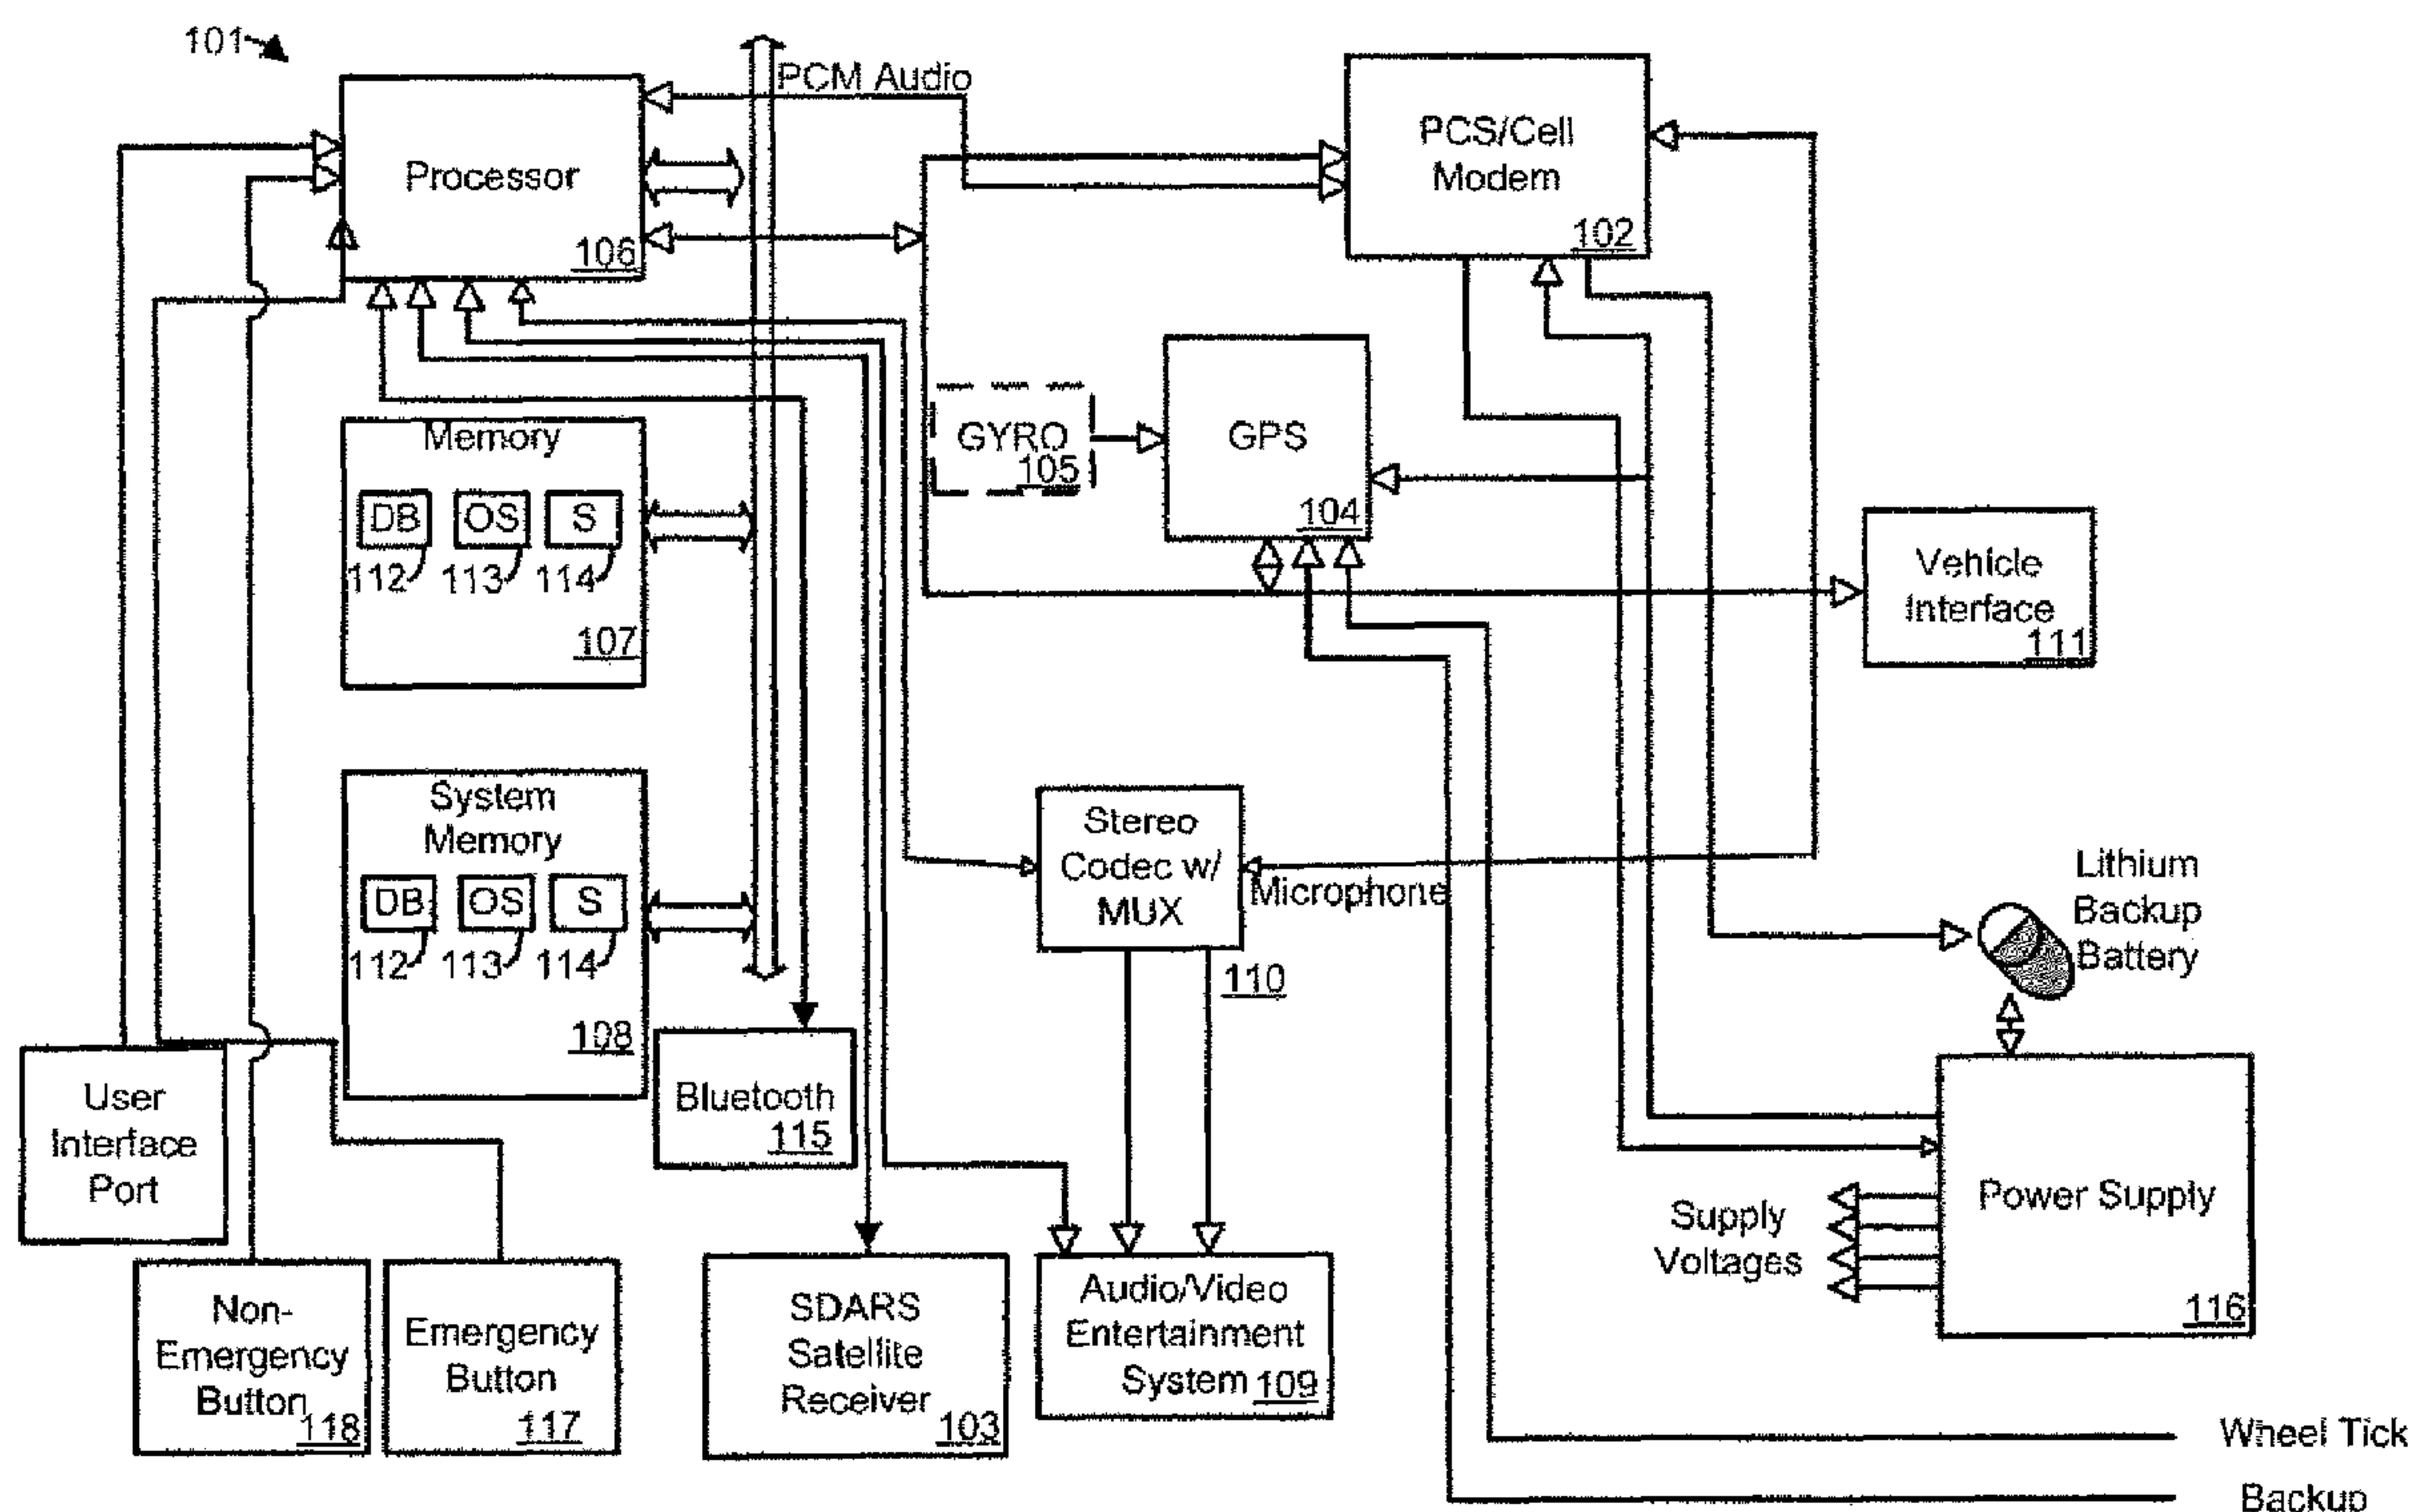 101
PCM Audio
Processor
106
PCS/Cell
Modem
102
Memory
DB OS S
112 113 114
107
GYRO
105
GPS
104
Vehicle
Interface
111
System
Memory
DB OS S
112 113 114
108
Stereo
Codec w/
MUX
110
Microphone
Lithium
Backup
Battery
User
Interface
Port
Bluetooth
115
Supply
Voltages
Power Supply
116
Non-
Emergency
Button
118
Emergency
Button
117
SDARS
Satellite
Receiver
103
Audio/Video
Entertainment
System 109
Wheel Tick
Backup